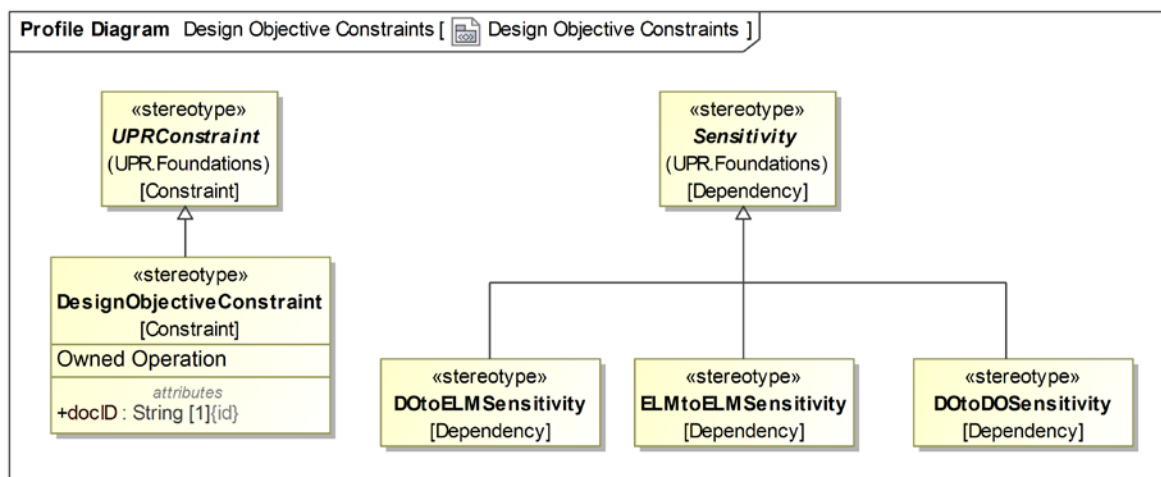 Profile Diagram Design Objective Constraints [ Design Objective Constraints ]
«stereotype»
UPRConstraint
(UPR.Foundations)
[Constraint]
«stereotype»
Sensitivity
(UPR.Foundations)
[Dependency]
«stereotype»
DesignObjectiveConstraint
[Constraint]
Owned Operation
attributes
+docID : String [1]{id}
«stereotype»
DOtoELMSensitivity
[Dependency]
«stereotype»
ELMtoELMSensitivity
[Dependency]
«stereotype»
DOtoDOSensitivity
[Dependency]